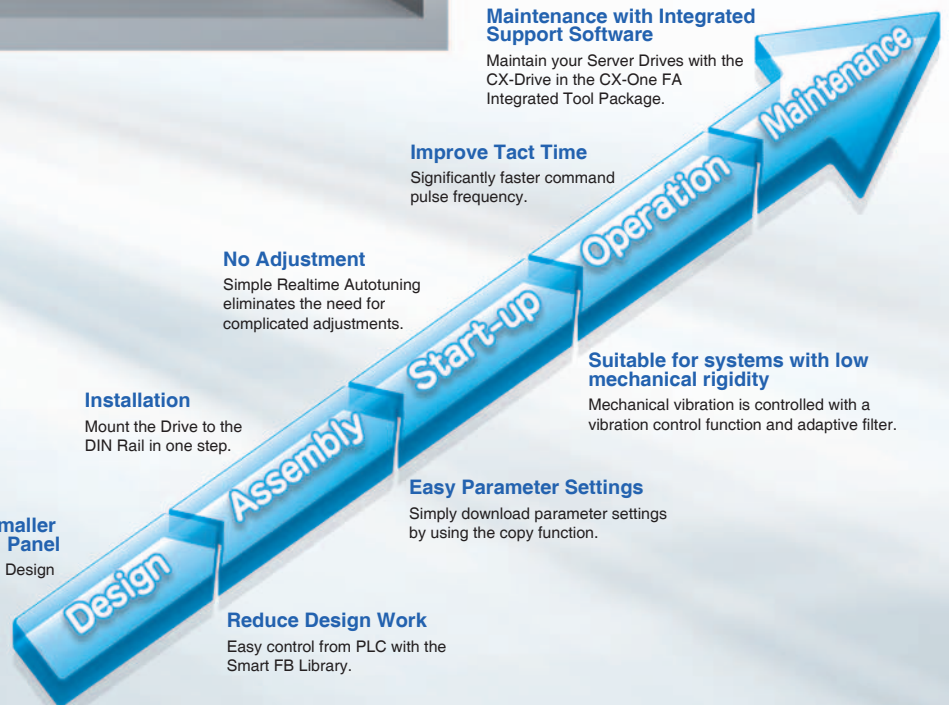 Maintenance with Integrated
Support Software
Maintain your Server Drives with the
CX-Drive in the CX-One FA
Integrated Tool Package.
Maintenance
Improve Tact Time
Significantly faster command
pulse frequency.
Operation
No Adjustment
Simple Realtime Autotuning
eliminates the need for
complicated adjustments.
Start-up
Suitable for systems with low
mechanical rigidity
Mechanical vibration is controlled with a
vibration control function and adaptive filter.
Installation
Mount the Drive to the
DIN Rail in one step.
Assembly
Easy Parameter Settings
Simply download parameter settings
by using the copy function.
maller
Panel
Design
Design
Reduce Design Work
Easy control from PLC with the
Smart FB Library.